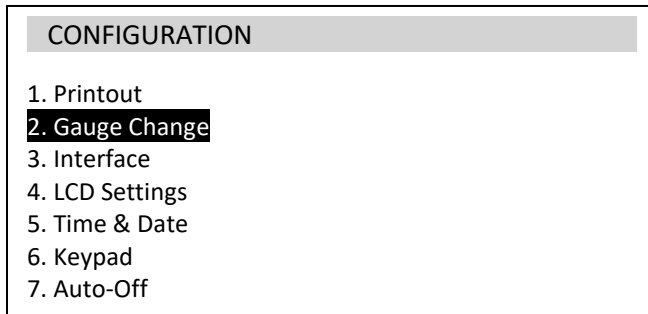 CONFIGURATION
1. Printout
2. Gauge Change
3. Interface
4. LCD Settings
5. Time & Date
6. Keypad
7. Auto-Off